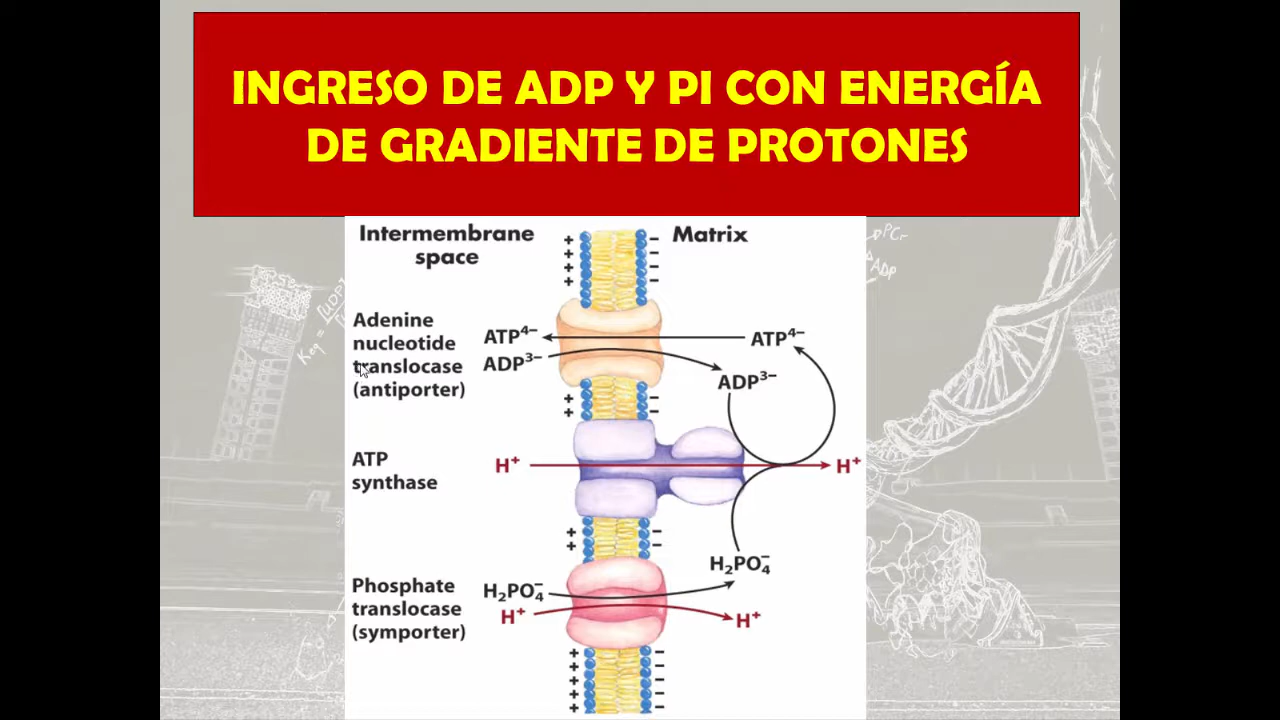 INGRESO DE ADP Y PI CON ENERGÍA
DE GRADIENTE DE PROTONES
Intermembrane
space
Matrix
Adenine
nucleotide
translocase
(antiporter)
ATP⁴⁻
ATP⁴⁻
ADP³⁻
ADP³⁻
ATP
synthase
H⁺
H⁺
H₂PO₄⁻
Phosphate
translocase
(symporter)
H₂PO₄⁻
H⁺
H⁺
ADP